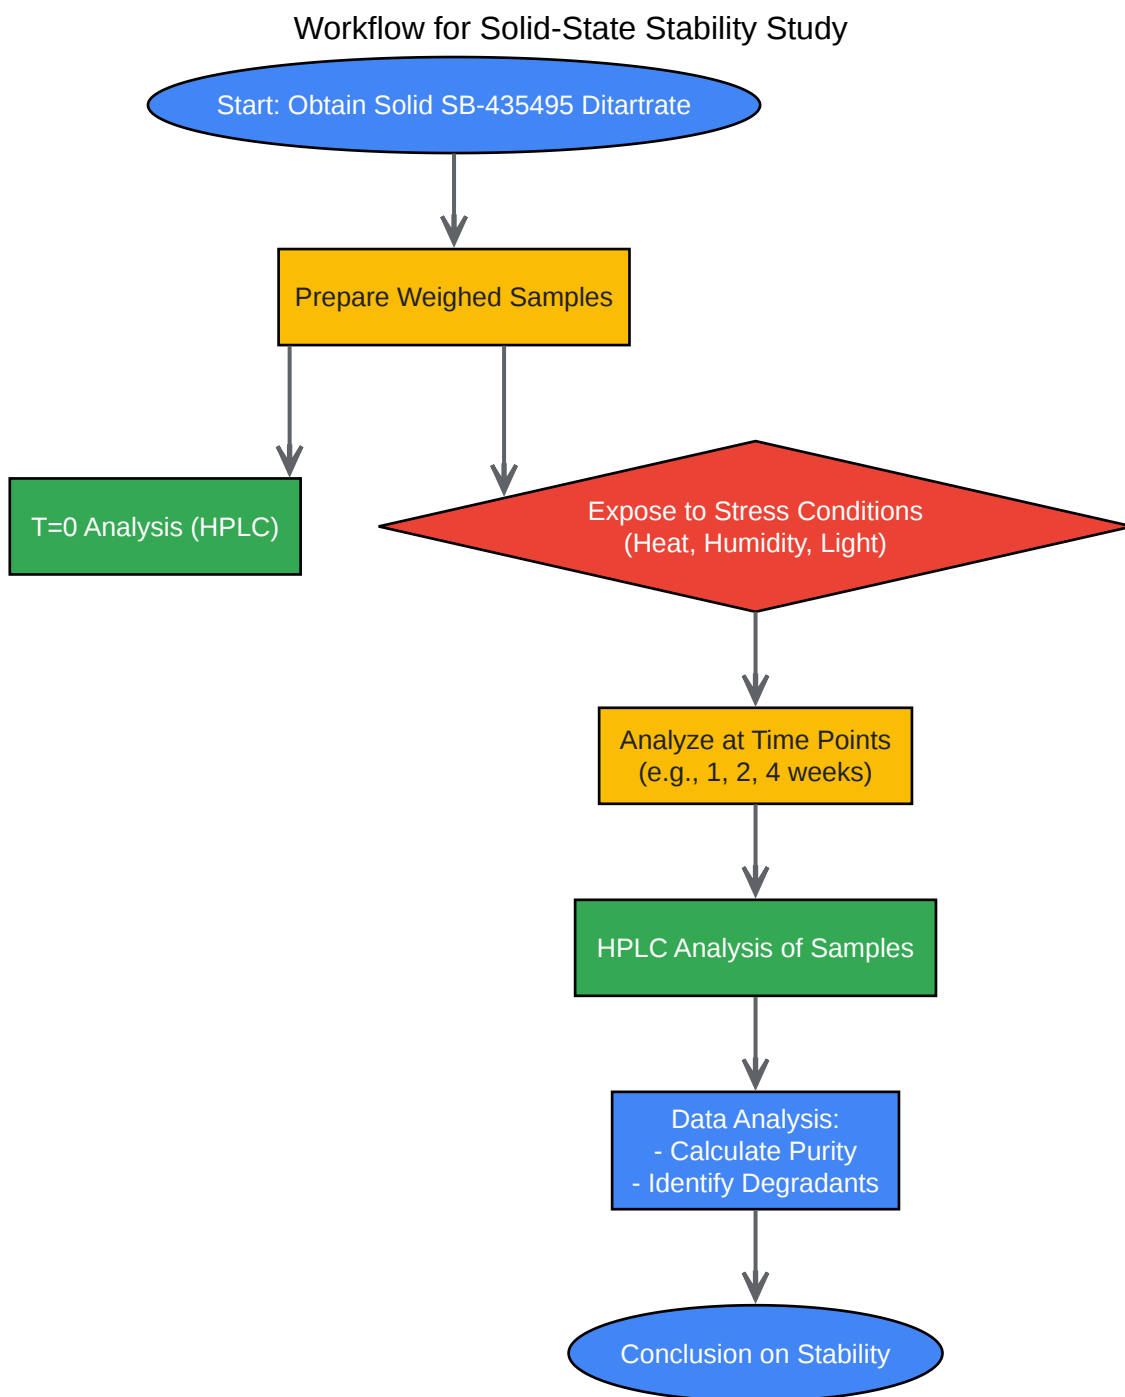 Workflow for Solid-State Stability Study
Start: Obtain Solid SB-435495 Ditartrate
Prepare Weighed Samples
T=0 Analysis (HPLC)
Expose to Stress Conditions
(Heat, Humidity, Light)
Analyze at Time Points
(e.g., 1, 2, 4 weeks)
HPLC Analysis of Samples
Data Analysis:
- Calculate Purity
- Identify Degradants
Conclusion on Stability